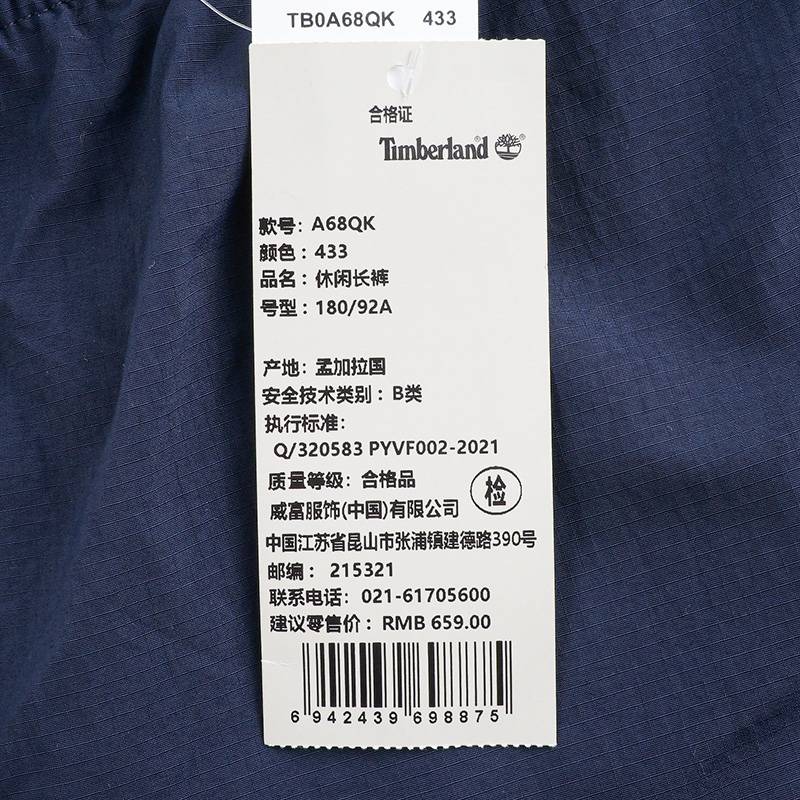 TB0A68QK 433
合格证
Timberland
款号: A68QK
颜色: 433
品名: 休闲长裤
号型: 180/92A
产地: 孟加拉国
安全技术类别: B类
执行标准:
Q/320583 PYVF002-2021
质量等级: 合格品
检
威富服饰(中国)有限公司
中国江苏省昆山市张浦镇建德路390号
邮编: 215321
联系电话: 021-61705600
建议零售价: RMB 659.00
6 942439 698875